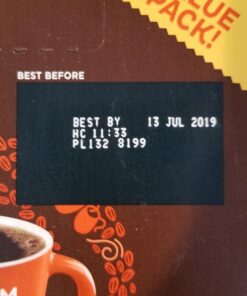 VALUE
PACK!
BEST BEFORE
BEST BY 13 JUL 2019
HC 11:33
PL132 8199
M